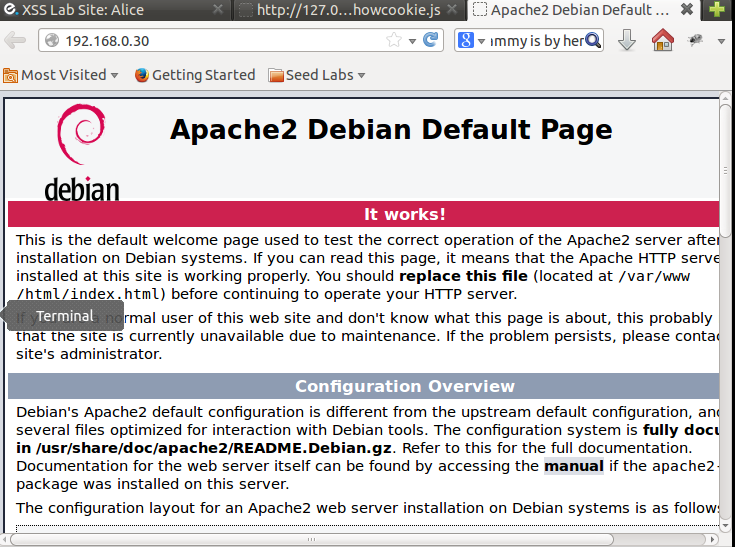 XSS Lab Site: Alice
http://127.0...howcookie.js
Apache2 Debian Default ...
192.168.0.30
ammy is by her
Most Visited
Getting Started
Seed Labs
debian
Apache2 Debian Default Page
It works!
This is the default welcome page used to test the correct operation of the Apache2 server after
installation on Debian systems. If you can read this page, it means that the Apache HTTP serve
installed at this site is working properly. You should replace this file (located at /var/www
/html/index.html) before continuing to operate your HTTP server.
Terminal
If normal user of this web site and don't know what this page is about, this probably
that the site is currently unavailable due to maintenance. If the problem persists, please contac
site's administrator.
Configuration Overview
Debian's Apache2 default configuration is different from the upstream default configuration, and
several files optimized for interaction with Debian tools. The configuration system is fully docu
in /usr/share/doc/apache2/README.Debian.gz. Refer to this for the full documentation.
Documentation for the web server itself can be found by accessing the manual if the apache2-
package was installed on this server.
The configuration layout for an Apache2 web server installation on Debian systems is as follows